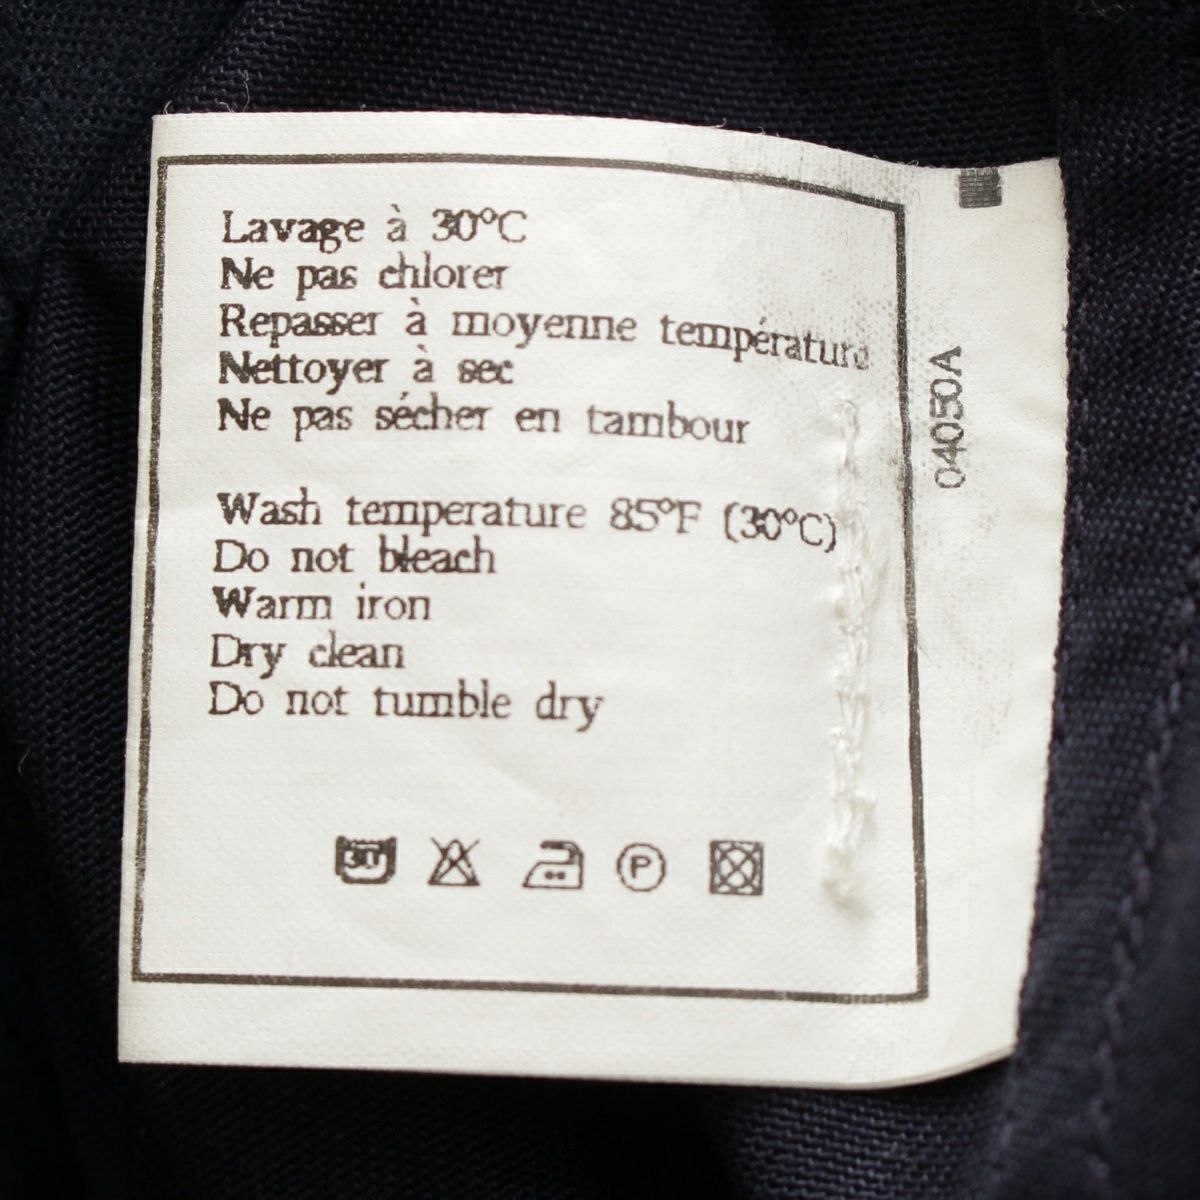 Lavage à 30°C
Ne pas chlorer
Repasser à moyenne température
Nettoyer à sec
Ne pas sécher en tambour
Wash temperature 85°F (30°C)
Do not bleach
Warm iron
Dry clean
Do not tumble dry
30
P
04050A